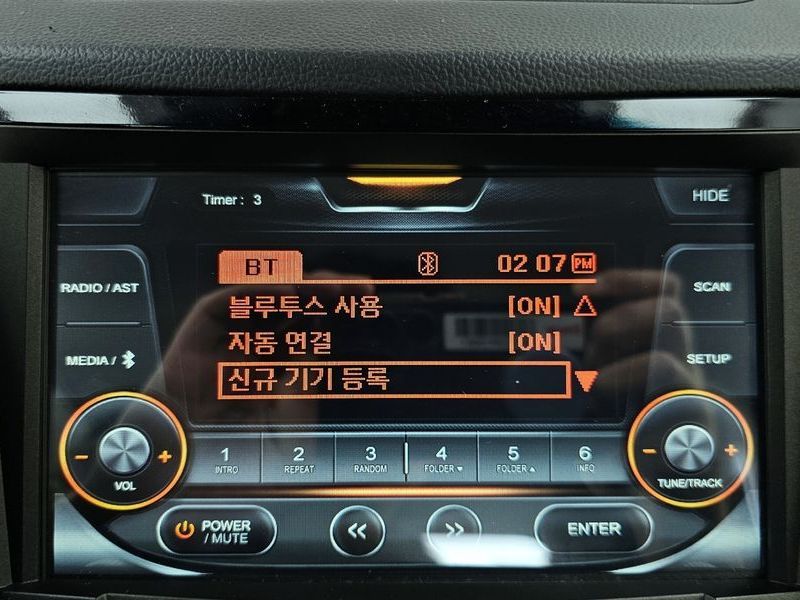 Timer : 3
HIDE
BT
02 07 PM
RADIO / AST
SCAN
블루투스 사용 [ON]
자동 연결 [ON]
MEDIA /
SETUP
신규 기기 등록
- +
VOL
1 INTRO
2 REPEAT
3 RANDOM
4 FOLDER ▼
5 FOLDER ▲
6 INFO
- +
TUNE/TRACK
POWER
/ MUTE
<<
>>
ENTER